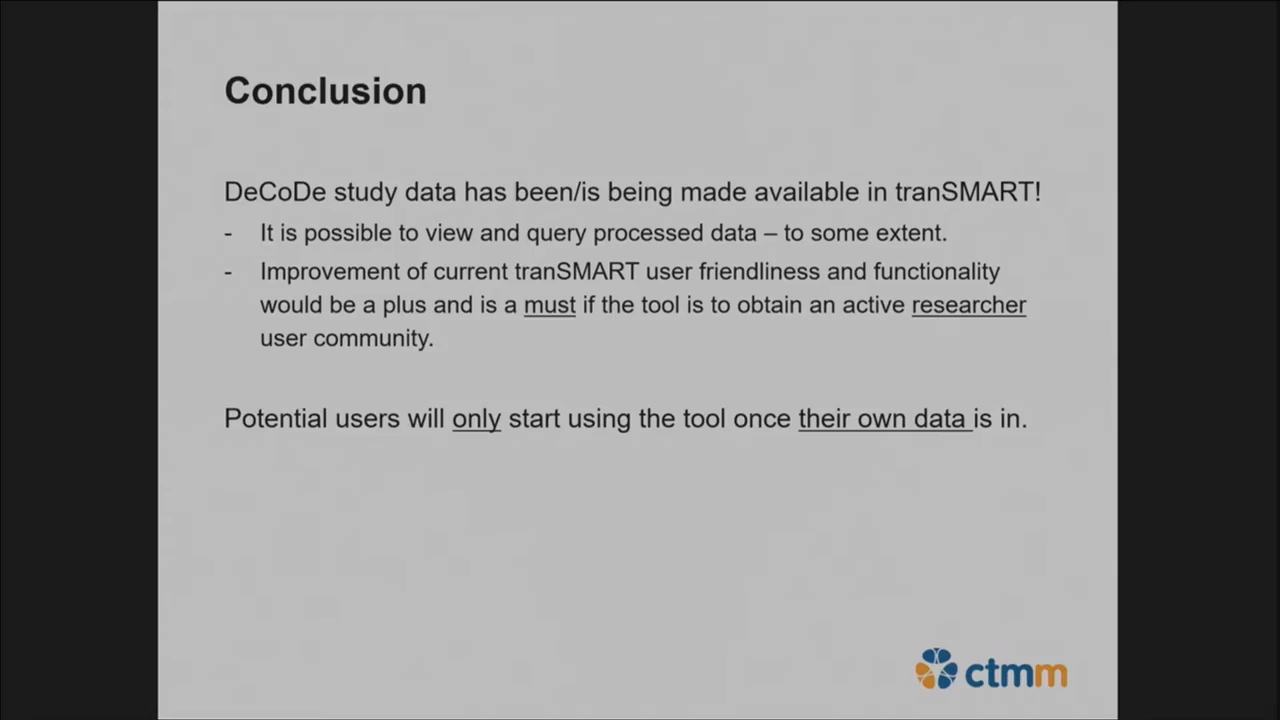 Conclusion
DeCoDe study data has been/is being made available in tranSMART!
- It is possible to view and query processed data – to some extent.
- Improvement of current tranSMART user friendliness and functionality
would be a plus and is a must if the tool is to obtain an active researcher
user community.
Potential users will only start using the tool once their own data is in.
ctmm